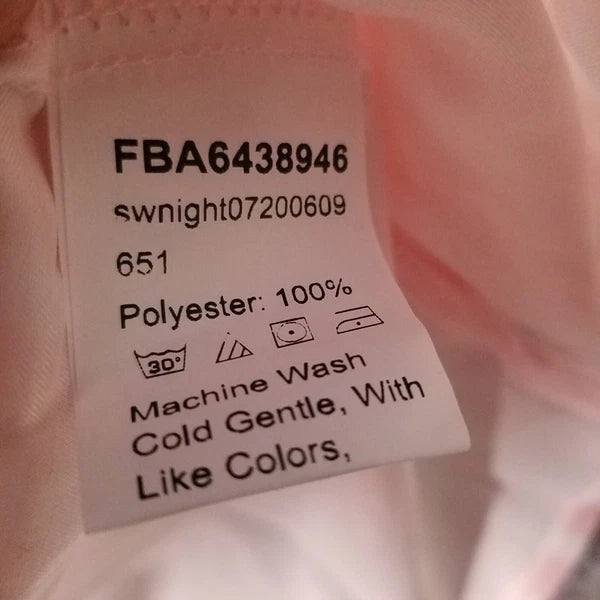 FBA6438946
swnight07200609
651
Polyester: 100%
30°
Machine Wash
Cold Gentle, With
Like Colors,